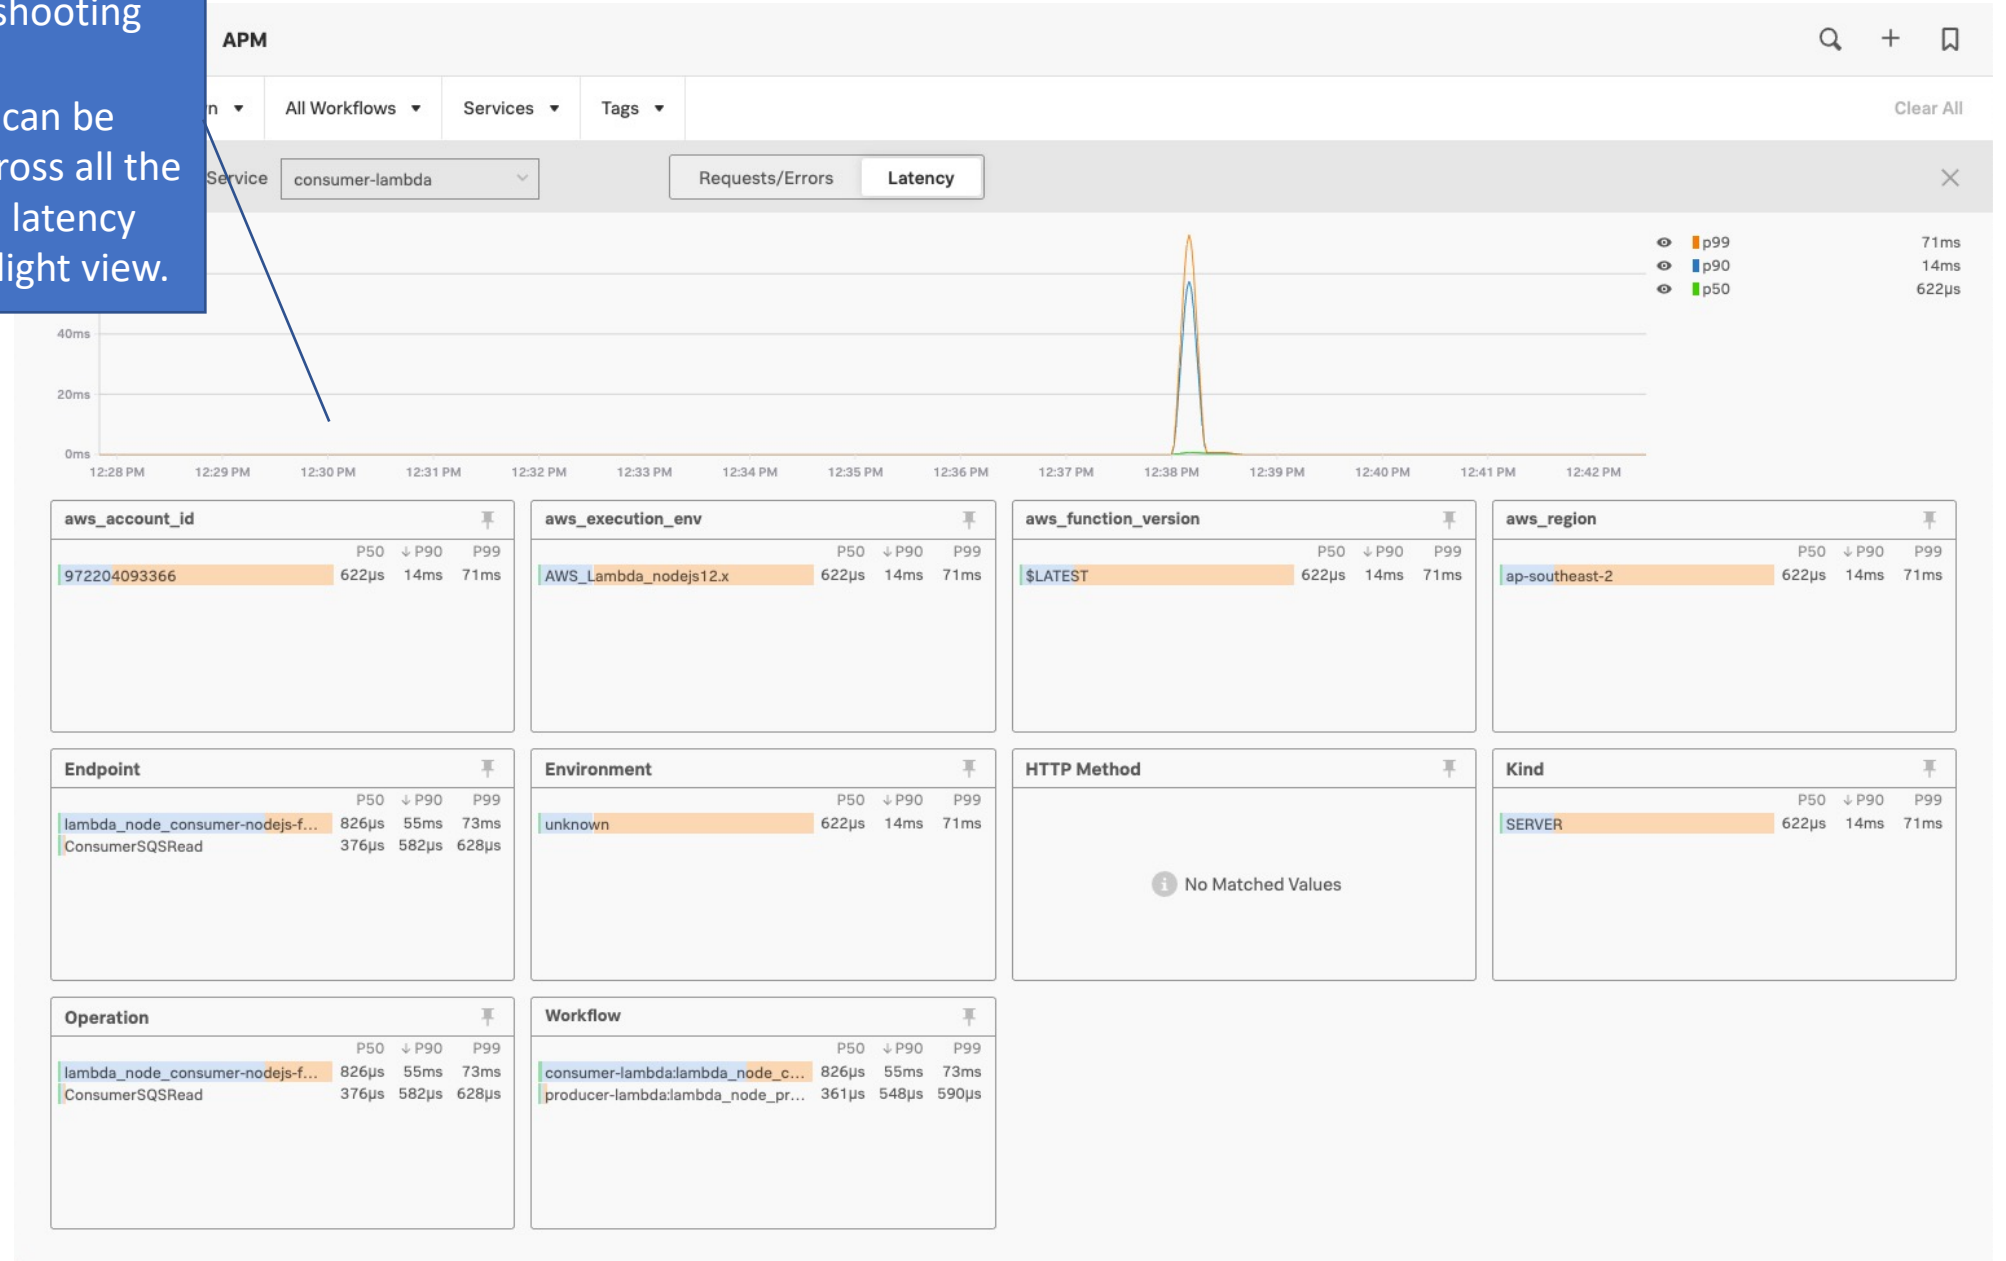 shooting
can be
ross all the
latency
light view.
APM
n
All Workflows
Services
Tags
Clear All
Service
consumer-lambda
Requests/Errors
Latency
p99 71ms
p90 14ms
p50 622µs
40ms
20ms
0ms
12:28 PM 12:29 PM 12:30 PM 12:31 PM 12:32 PM 12:33 PM 12:34 PM 12:35 PM 12:36 PM 12:37 PM 12:38 PM 12:39 PM 12:40 PM 12:41 PM 12:42 PM
aws_account_id
P50 ↓P90 P99
972204093366 622µs 14ms 71ms
aws_execution_env
P50 ↓P90 P99
AWS_Lambda_nodejs12.x 622µs 14ms 71ms
aws_function_version
P50 ↓P90 P99
$LATEST 622µs 14ms 71ms
aws_region
P50 ↓P90 P99
ap-southeast-2 622µs 14ms 71ms
Endpoint
P50 ↓P90 P99
lambda_node_consumer-nodejs-f... 826µs 55ms 73ms
ConsumerSQSRead 376µs 582µs 628µs
Environment
P50 ↓P90 P99
unknown 622µs 14ms 71ms
HTTP Method
No Matched Values
Kind
P50 ↓P90 P99
SERVER 622µs 14ms 71ms
Operation
P50 ↓P90 P99
lambda_node_consumer-nodejs-f... 826µs 55ms 73ms
ConsumerSQSRead 376µs 582µs 628µs
Workflow
P50 ↓P90 P99
consumer-lambda:lambda_node_c... 826µs 55ms 73ms
producer-lambda:lambda_node_pr... 361µs 548µs 590µs